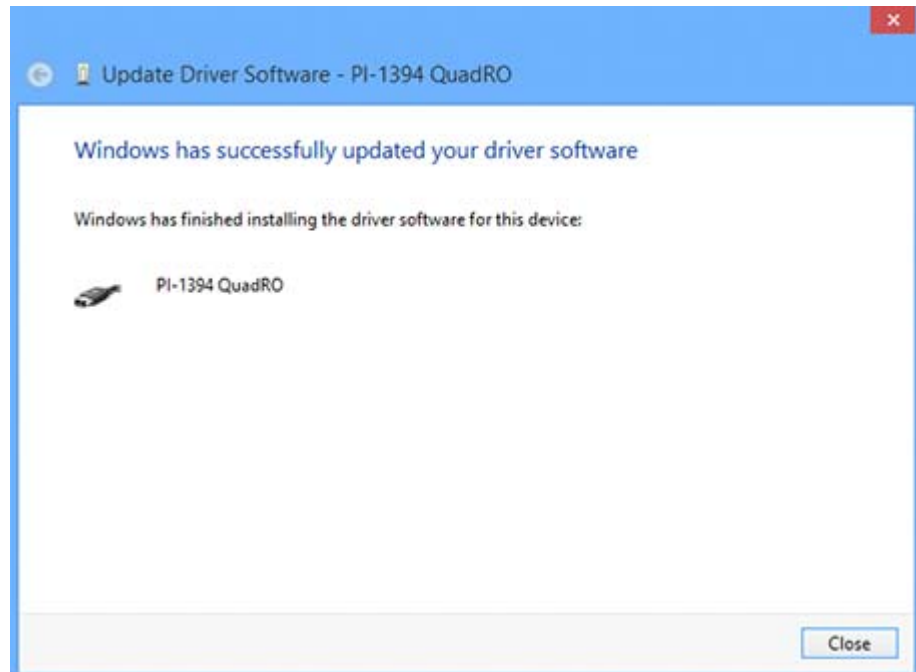 Update Driver Software - PI-1394 QuadRO
Windows has successfully updated your driver software
Windows has finished installing the driver software for this device:
PI-1394 QuadRO
Close